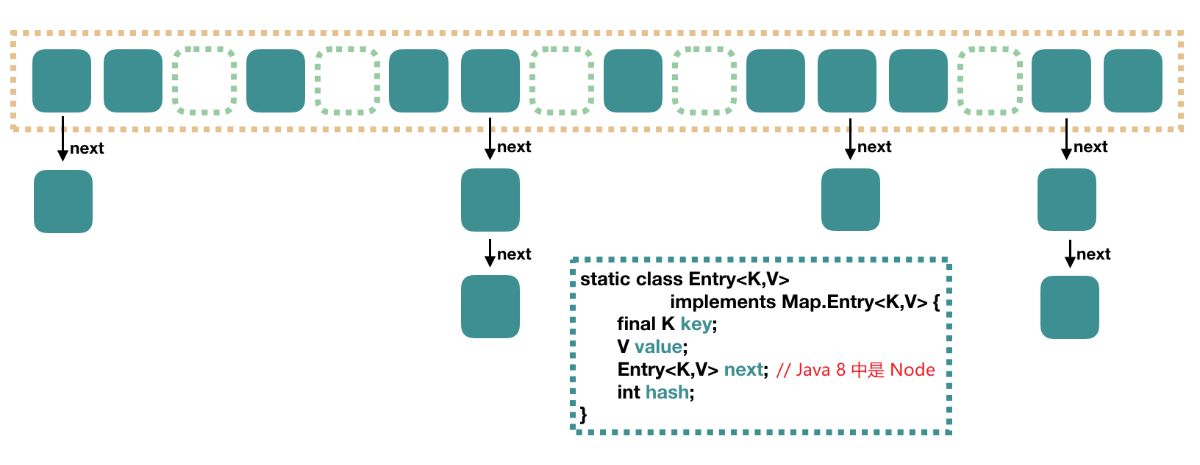 next
next
next
next
next
next
static class Entry<K,V>
implements Map.Entry<K,V> {
final K key;
V value;
Entry<K,V> next; // Java 8 中是 Node
int hash;
}